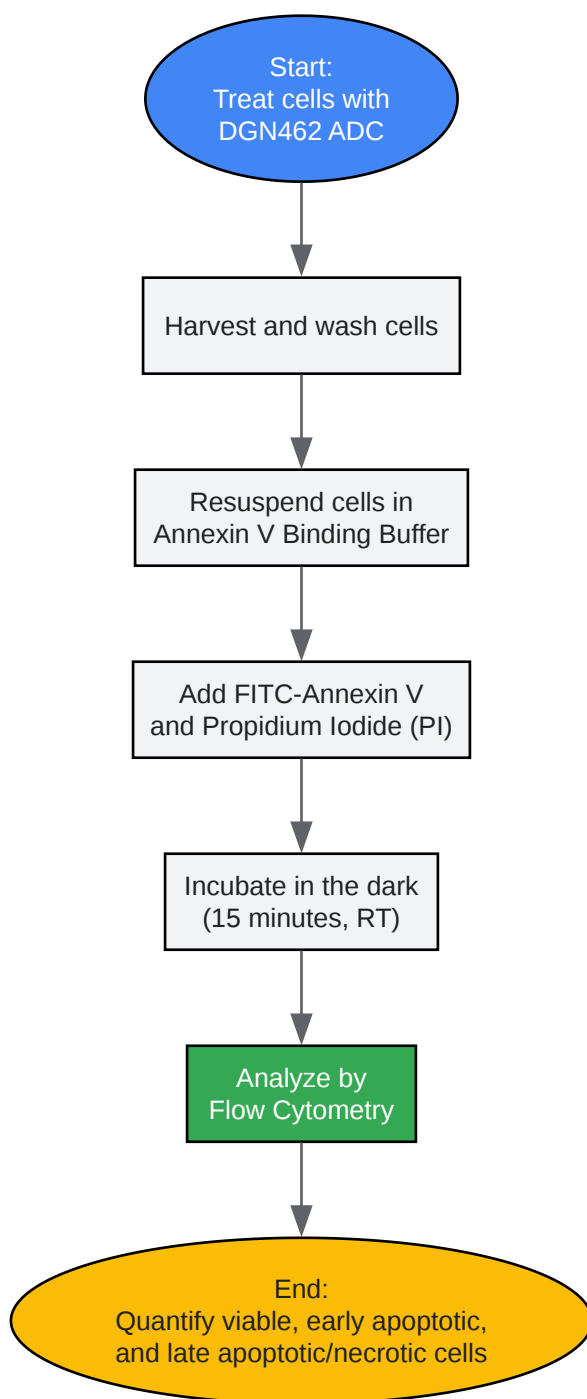 Start:
Treat cells with
DGN462 ADC
Harvest and wash cells
Resuspend cells in
Annexin V Binding Buffer
Add FITC-Annexin V
and Propidium Iodide (PI)
Incubate in the dark
(15 minutes, RT)
Analyze by
Flow Cytometry
End:
Quantify viable, early apoptotic,
and late apoptotic/necrotic cells